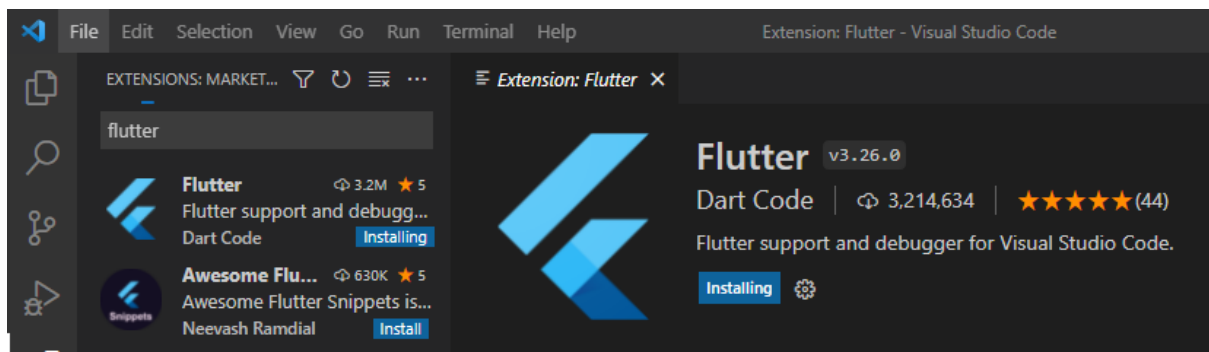 File Edit Selection View Go Run Terminal Help
Extension: Flutter - Visual Studio Code
EXTENSIONS: MARKET...
flutter
Flutter 3.2M ★ 5
Flutter support and debugg...
Dart Code Installing
Awesome Flu... 630K ★ 5
Awesome Flutter Snippets is...
Neevash Ramdial Install
Snippets
Extension: Flutter
Flutter v3.26.0
Dart Code 3,214,634 ★★★★★(44)
Flutter support and debugger for Visual Studio Code.
Installing